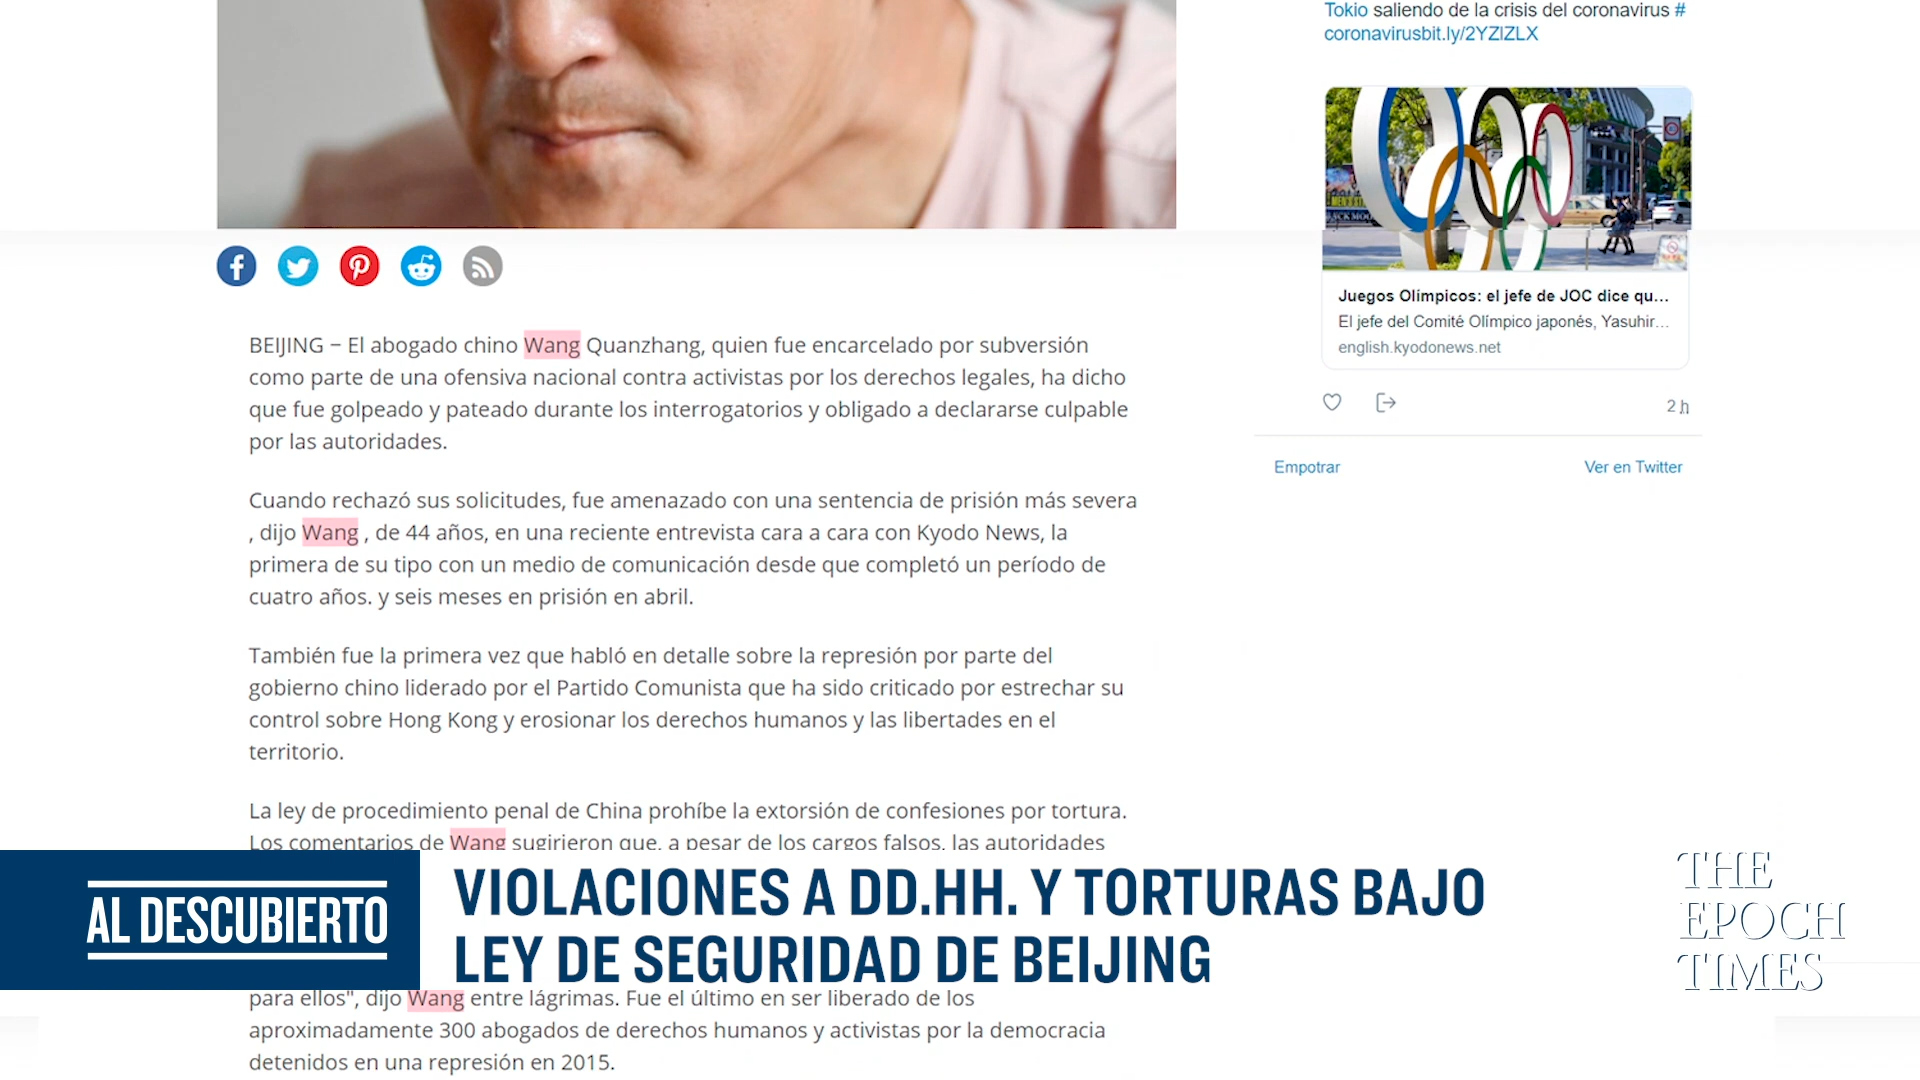 Tokio saliendo de la crisis del coronavirus #
coronavirusbit.ly/2YZlZLX
Juegos Olímpicos: el jefe de JOC dice qu...
El jefe del Comité Olímpico japonés, Yasuhir...
english.kyodonews.net
2 h
Empotrar
Ver en Twitter
BEIJING – El abogado chino Wang Quanzhang, quien fue encarcelado por subversión
como parte de una ofensiva nacional contra activistas por los derechos legales, ha dicho
que fue golpeado y pateado durante los interrogatorios y obligado a declararse culpable
por las autoridades.
Cuando rechazó sus solicitudes, fue amenazado con una sentencia de prisión más severa
, dijo Wang , de 44 años, en una reciente entrevista cara a cara con Kyodo News, la
primera de su tipo con un medio de comunicación desde que completó un período de
cuatro años. y seis meses en prisión en abril.
También fue la primera vez que habló en detalle sobre la represión por parte del
gobierno chino liderado por el Partido Comunista que ha sido criticado por estrechar su
control sobre Hong Kong y erosionar los derechos humanos y las libertades en el
territorio.
La ley de procedimiento penal de China prohíbe la extorsión de confesiones por tortura.
Los comentarios de Wang sugirieron que, a pesar de los cargos falsos, las autoridades
AL DESCUBIERTO
VIOLACIONES A DD.HH. Y TORTURAS BAJO
LEY DE SEGURIDAD DE BEIJING
THE
EPOCH
TIMES
para ellos", dijo Wang entre lágrimas. Fue el último en ser liberado de los
aproximadamente 300 abogados de derechos humanos y activistas por la democracia
detenidos en una represión en 2015.